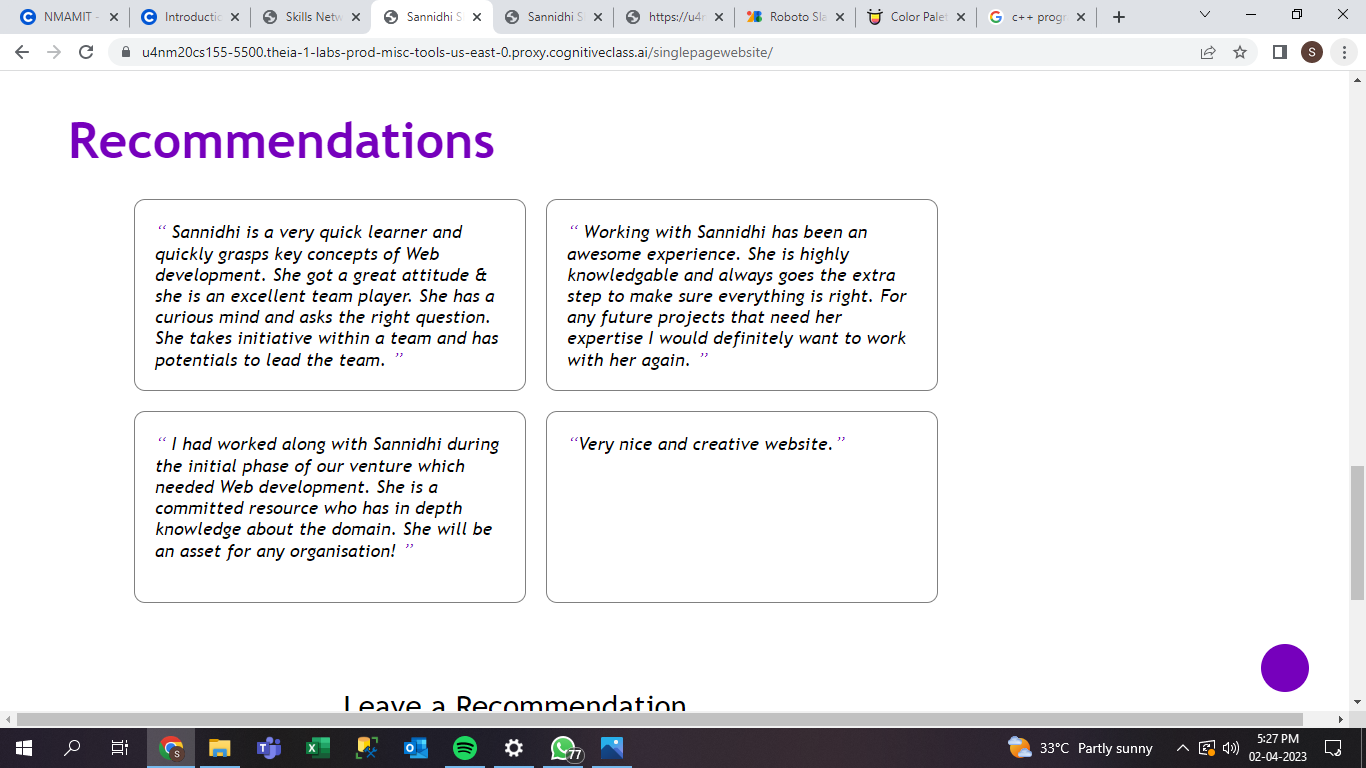 NMAMIT -
Introductic
Skills Netw
Sannidhi S
Sannidhi S
https://u4r
Roboto Sla
Color Palet
c++ progr
u4nm20cs155-5500.theia-1-labs-prod-misc-tools-us-east-0.proxy.cognitiveclass.ai/singlepagewebsite/
S
Recommendations
“ Sannidhi is a very quick learner and
quickly grasps key concepts of Web
development. She got a great attitude &
she is an excellent team player. She has a
curious mind and asks the right question.
She takes initiative within a team and has
potentials to lead the team. ”
“ Working with Sannidhi has been an
awesome experience. She is highly
knowledgable and always goes the extra
step to make sure everything is right. For
any future projects that need her
expertise I would definitely want to work
with her again. ”
“ I had worked along with Sannidhi during
the initial phase of our venture which
needed Web development. She is a
committed resource who has in depth
knowledge about the domain. She will be
an asset for any organisation! ”
“Very nice and creative website.”
Leave a Recommendation
77
33°C Partly sunny
5:27 PM
02-04-2023